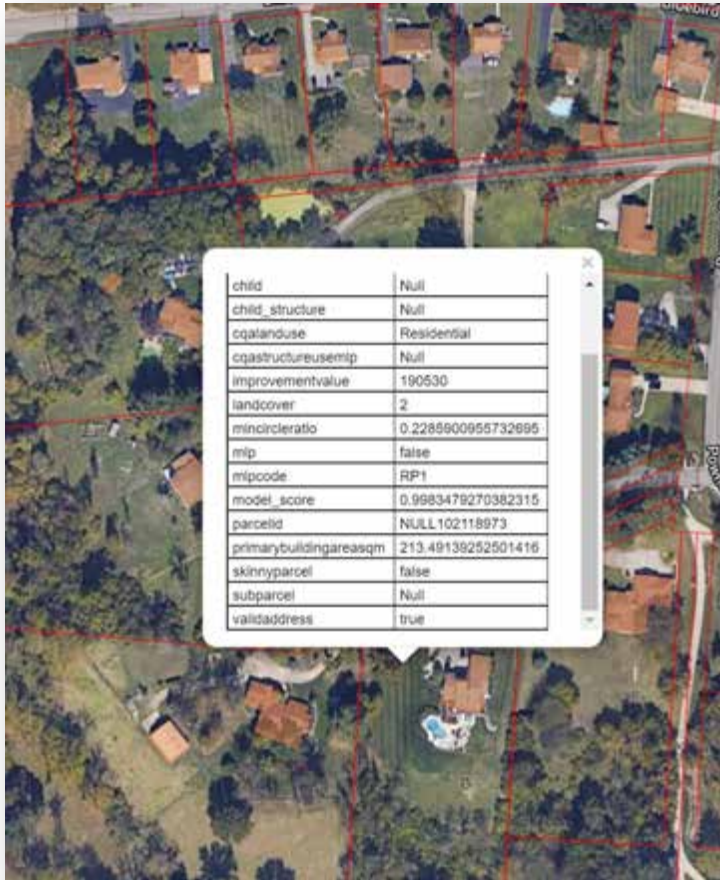 Bluebird
child Null
child_structure Null
cqalanduse Residential
cqastructureusemlp Null
improvementvalue 190530
landcover 2
mincircleratio 0.2285900955732695
mlp false
mlpcode RP1
model_score 0.9983479270382315
parcelid NULL102118973
primarybuildingareasqm 213.49139252501416
skinnyparcel false
subparcel Null
validaddress true